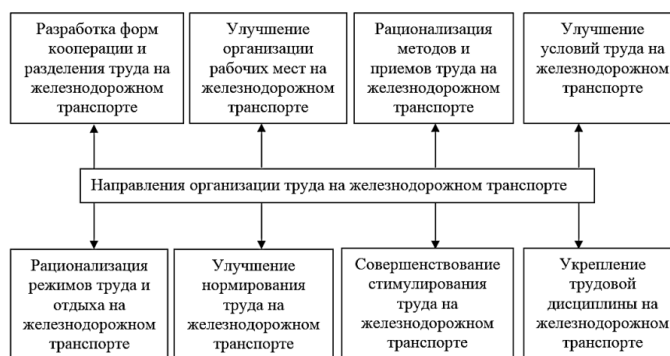 Разработка форм
кооперации и
разделения труда на
железнодорожном
транспорте
Улучшение
организации
рабочих мест на
железнодорожном
транспорте
Рационализация
методов и
приемов труда на
железнодорожном
транспорте
Улучшение
условий труда на
железнодорожном
транспорте
Направления организации труда на железнодорожном транспорте
Рационализация
режимов труда и
отдыха на
железнодорожном
транспорте
Улучшение
нормирования
труда на
железнодорожном
транспорте
Совершенствование
стимулирования
труда на
железнодорожном
транспорте
Укрепление
трудовой
дисциплины на
железнодорожном
транспорте